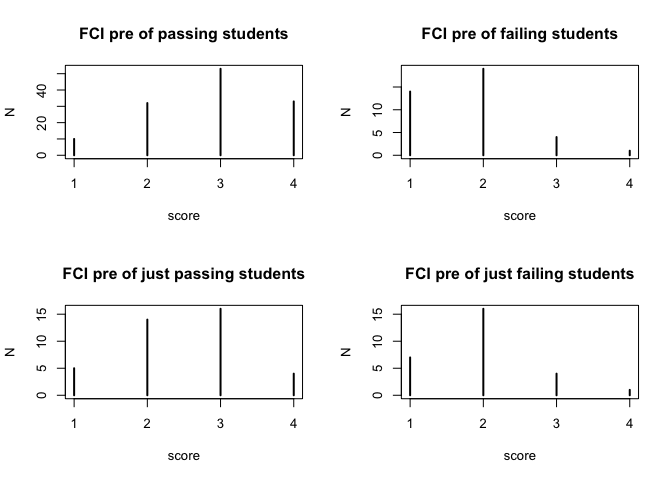 FCI pre of passing students
N
0
20
40
1 2 3 4
score
FCI pre of failing students
N
0
5
10
1 2 3 4
score
FCI pre of just passing students
N
0
5
10
15
1 2 3 4
score
FCI pre of just failing students
N
0
5
10
15
1 2 3 4
score